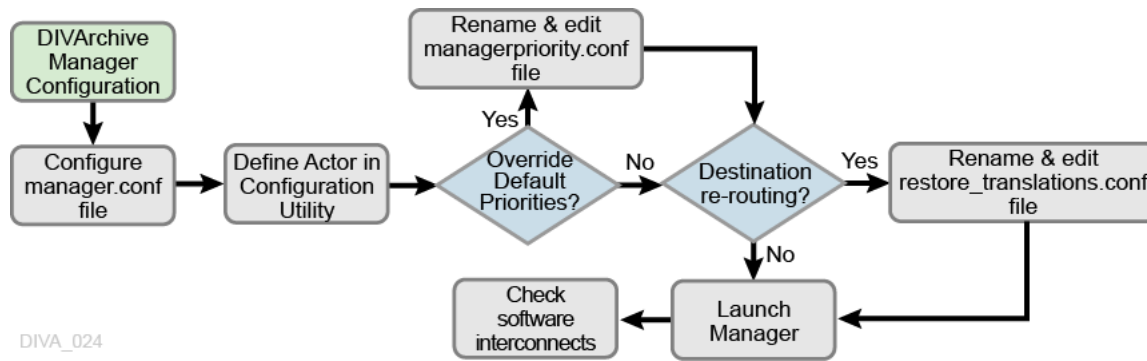 DIVArchive
Manager
Configuration
Configure
manager.conf
file
Define Actor in
Configuration
Utility
Override
Default
Priorities?
Yes
Rename & edit
managerpriority.conf
file
No
Destination
re-routing?
Yes
Rename & edit
restore_translations.conf
file
No
Launch
Manager
Check
software
interconnects
DIVA_024